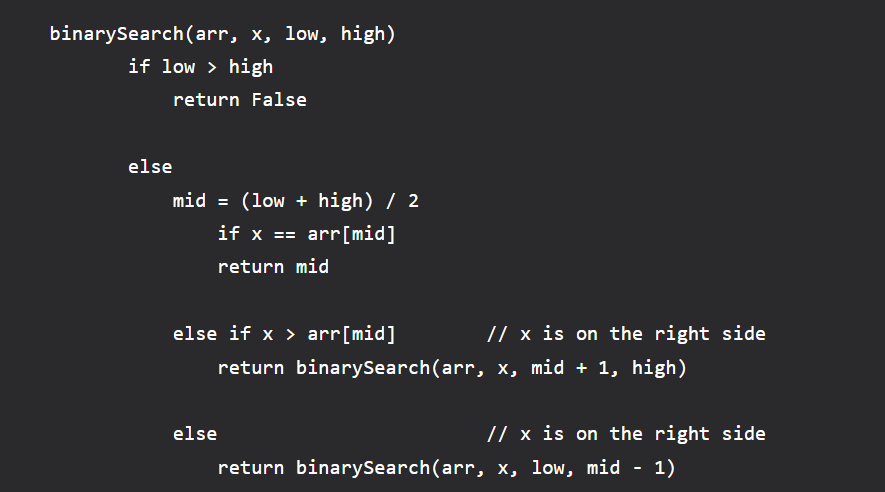 binarySearch(arr, x, low, high)
if low > high
return False
else
mid = (low + high) / 2
if x == arr[mid]
return mid
else if x > arr[mid]        // x is on the right side
return binarySearch(arr, x, mid + 1, high)
else                        // x is on the right side
return binarySearch(arr, x, low, mid - 1)